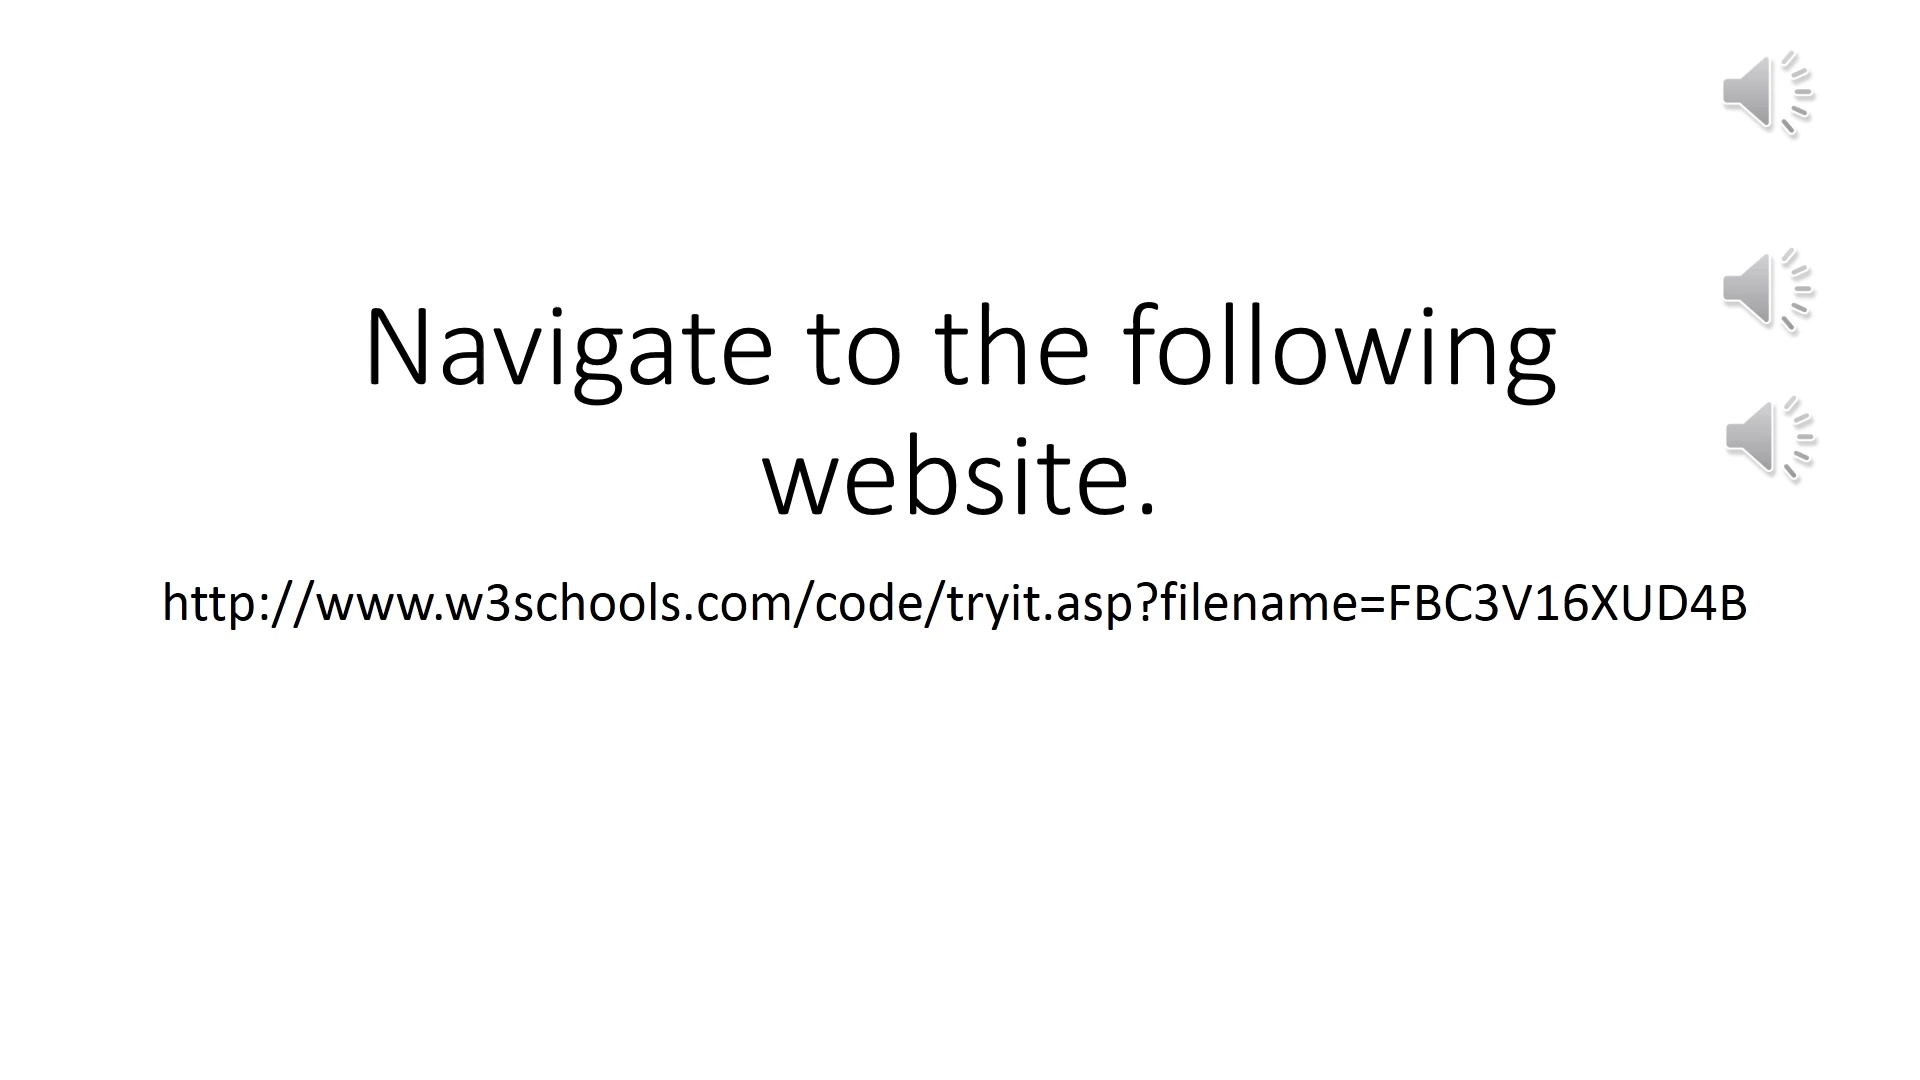 Navigate to the following
website.
http://www.w3schools.com/code/tryit.asp?filename=FBC3V16XUD4B